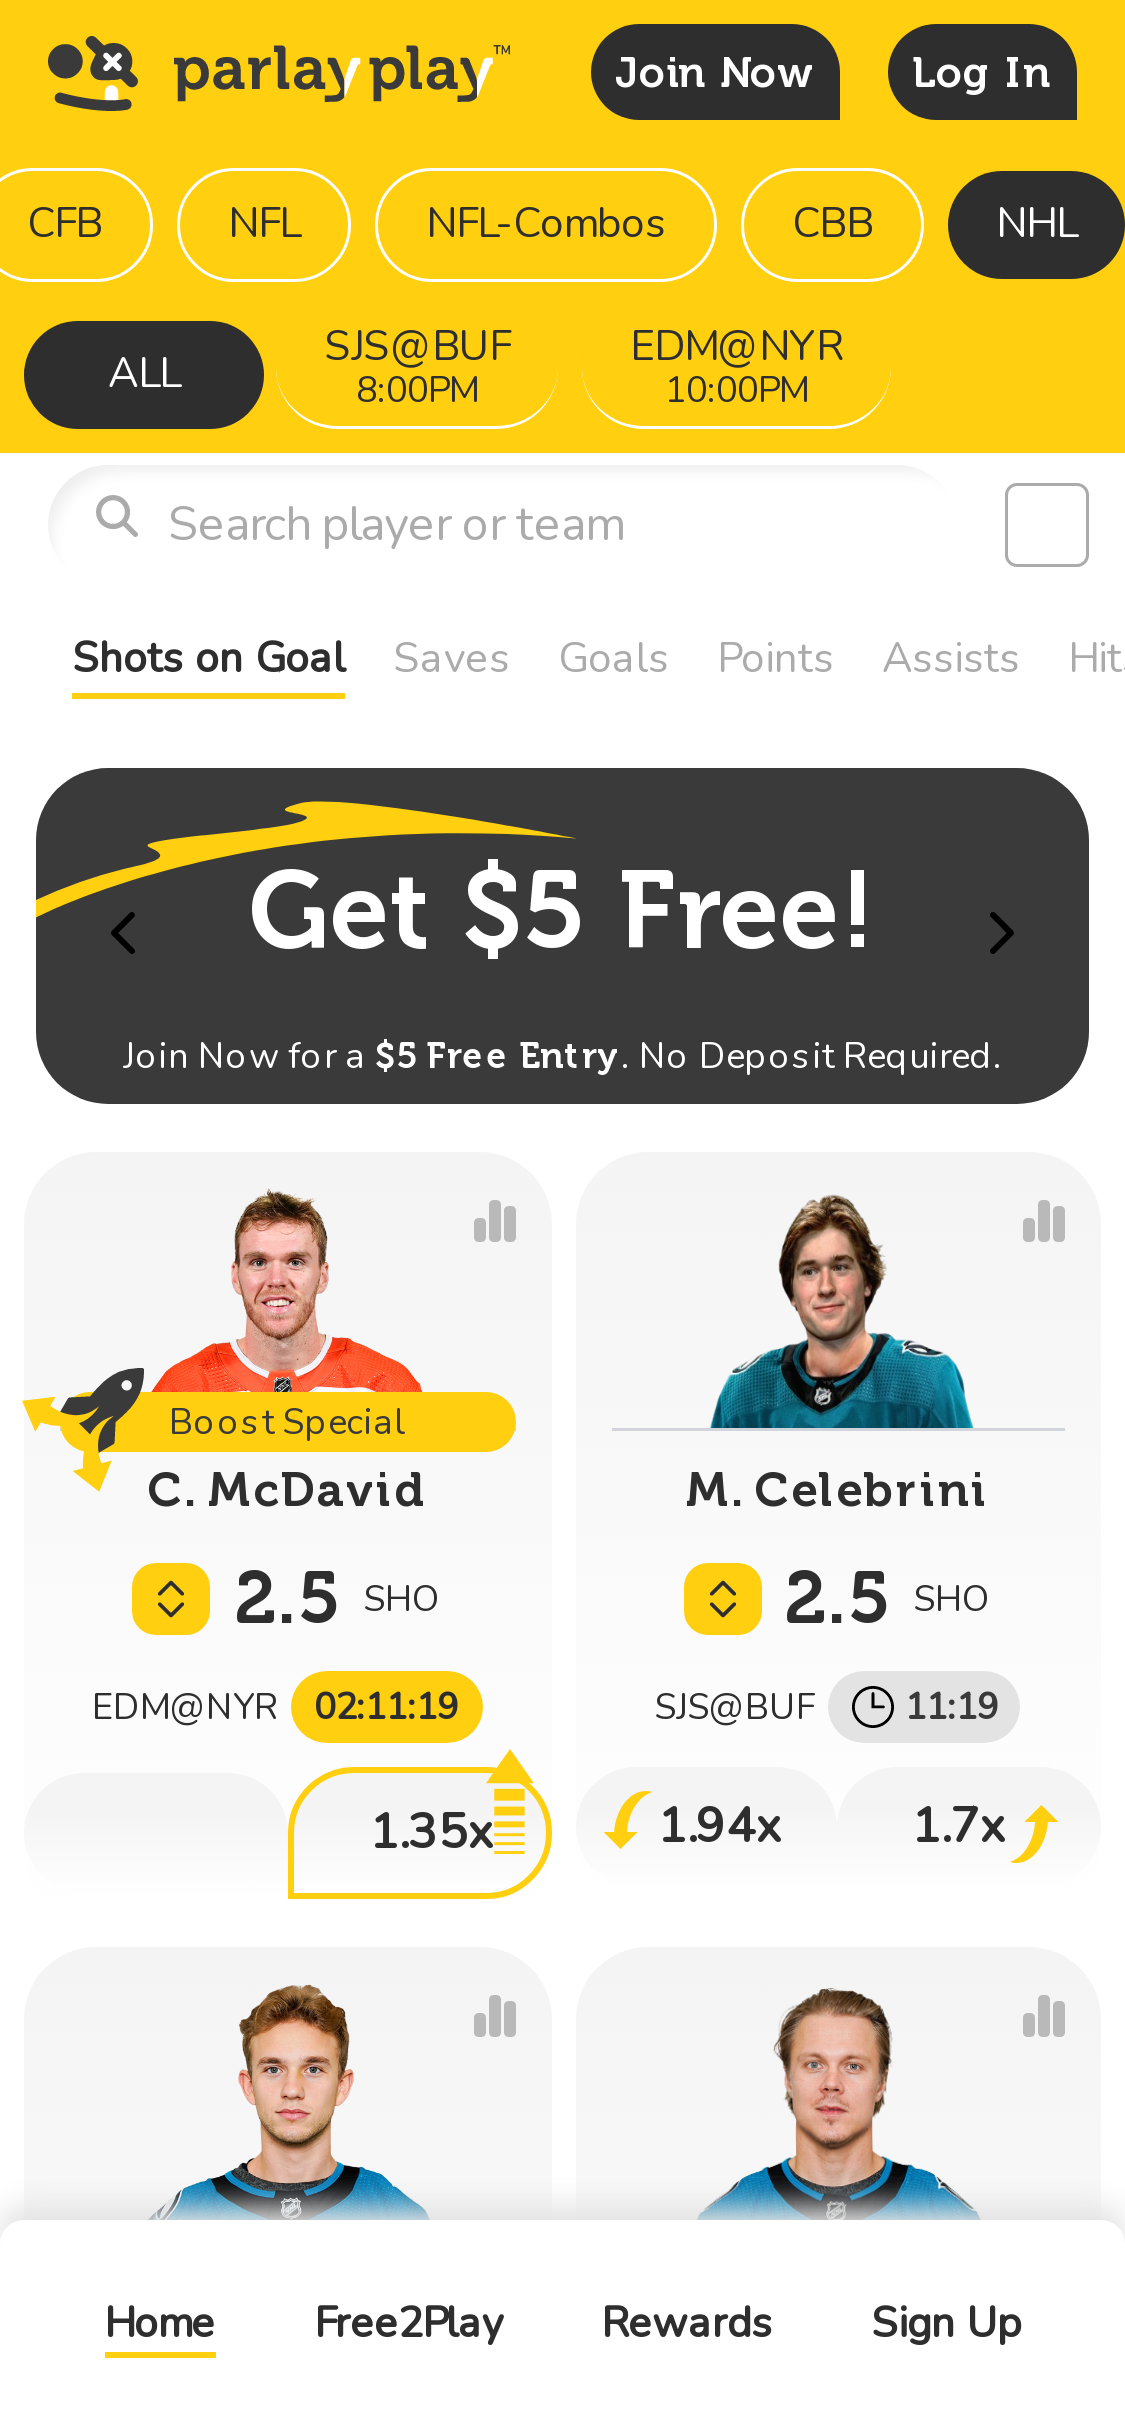 parlay play™
Join Now
Log In
CFB
NFL
NFL-Combos
CBB
NHL
ALL
SJS@BUF
8:00PM
EDM@NYR
10:00PM
Search player or team
Shots on Goal
Saves
Goals
Points
Assists
Hits
Get $5 Free!
Join Now for a $5 Free Entry. No Deposit Required.
Boost Special
C. McDavid
2.5 SHO
EDM@NYR 02:11:19
1.35x
M. Celebrini
2.5 SHO
SJS@BUF 11:19
1.94x
1.7x
Home
Free2Play
Rewards
Sign Up